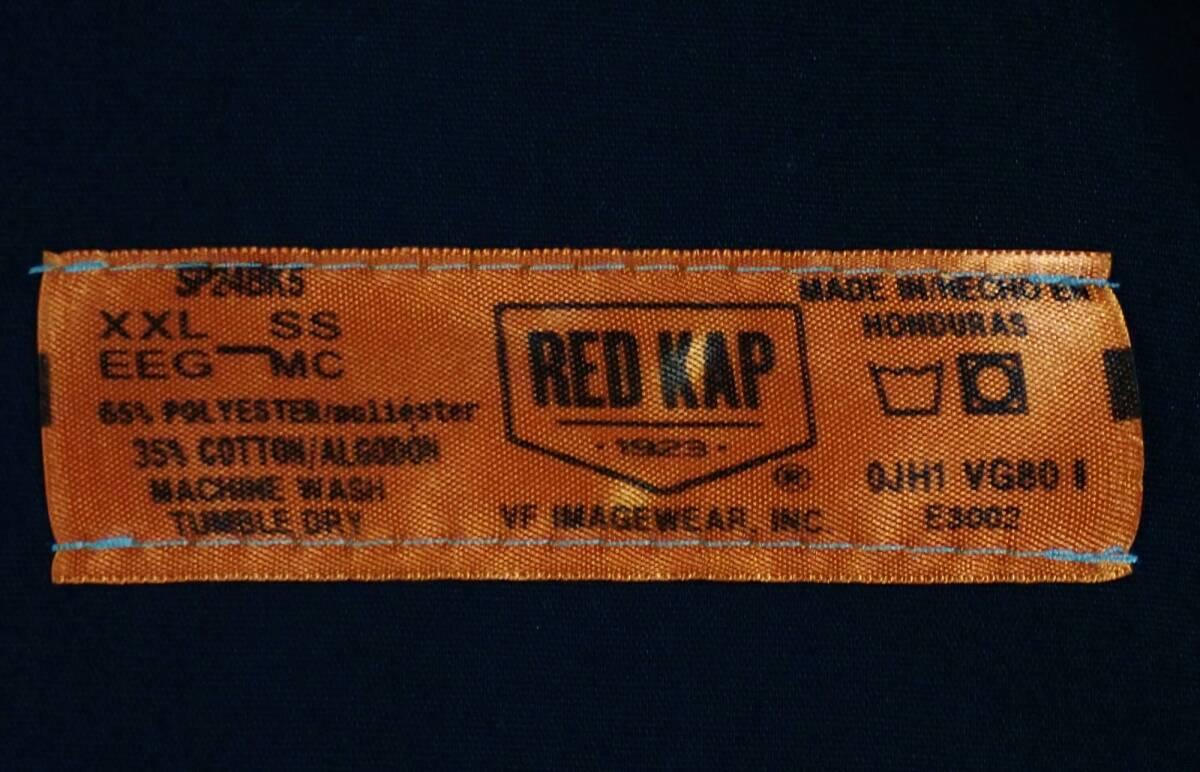 SP24BK5
XXL SS
EEG MC
65% POLYESTER/poliéster
35% COTTON/ALGODON
MACHINE WASH
TUMBLE DRY
RED KAP
· 1923 ·
®
VF IMAGEWEAR, INC.
MADE IN/HECHO EN
HONDURAS
0JH1 VG80
E3002